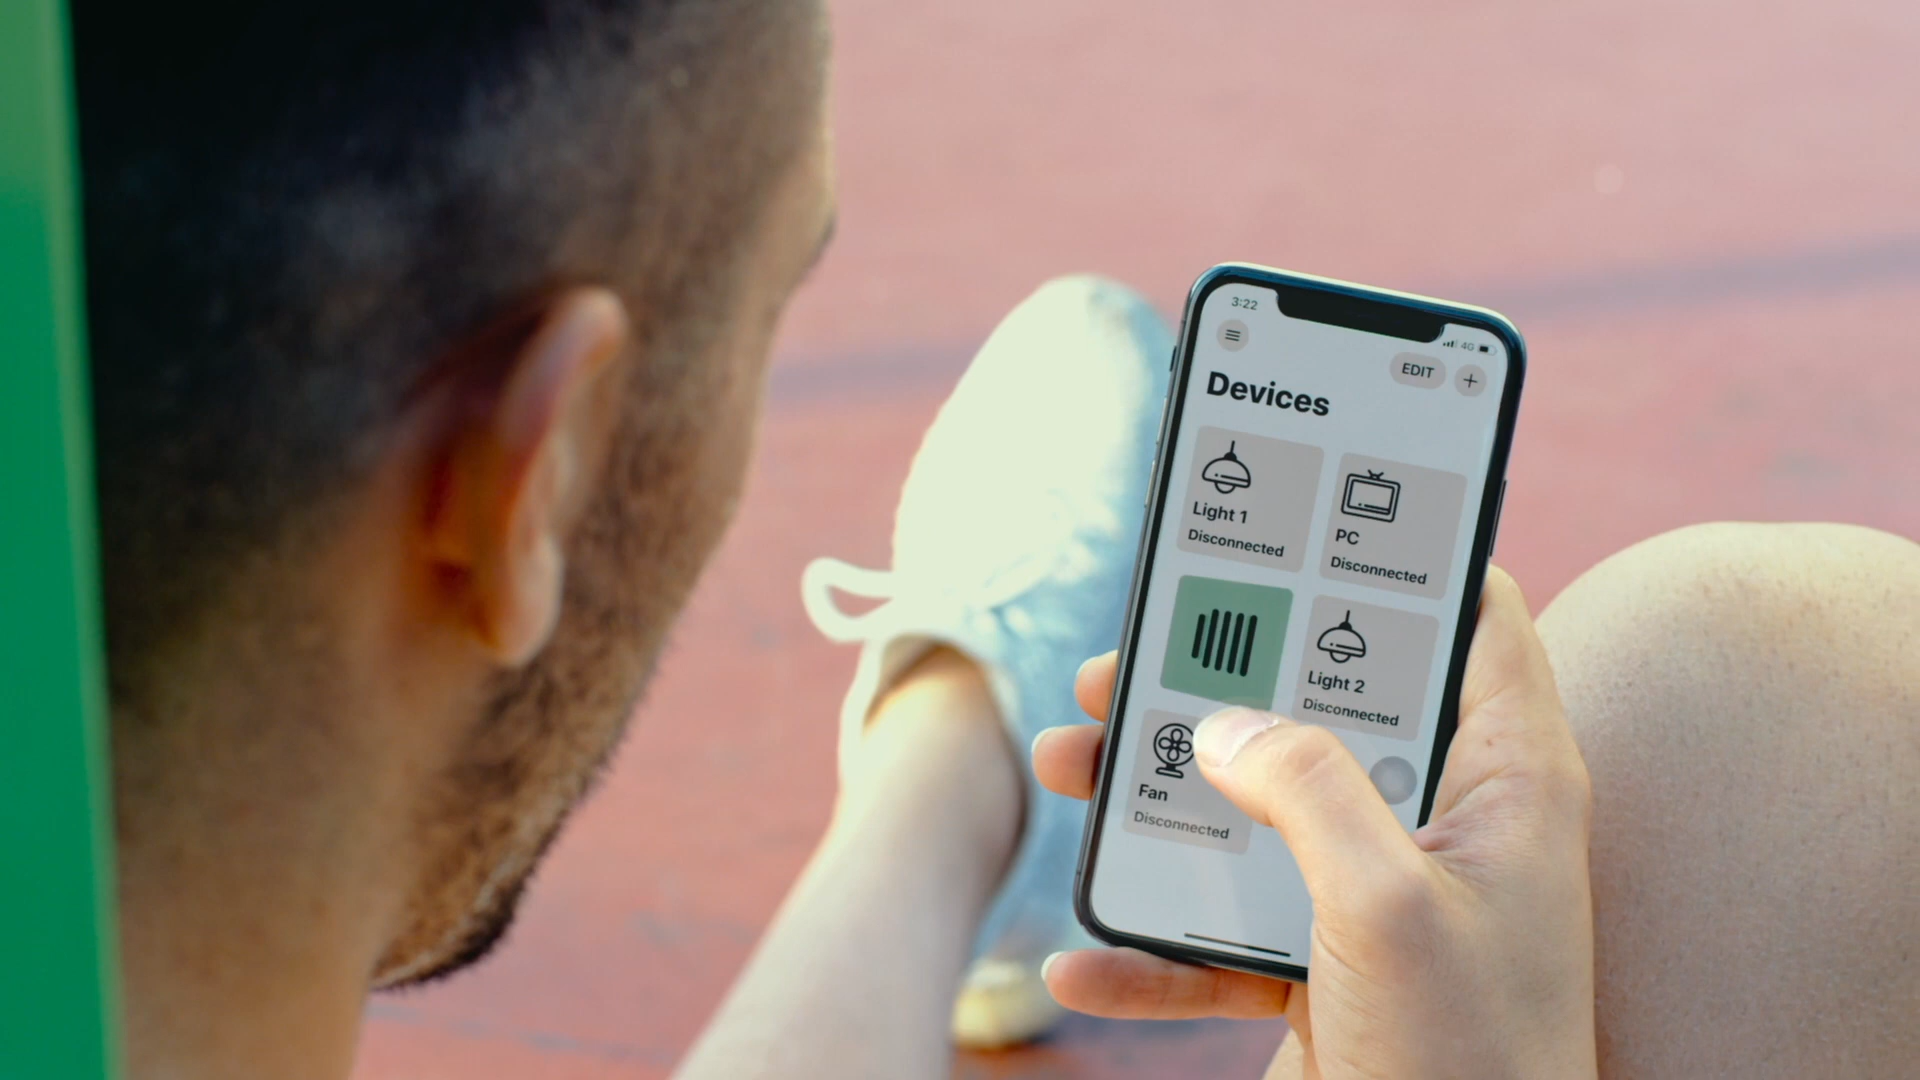 3:22
4G
EDIT +
Devices
Light 1
Disconnected
PC
Disconnected
Light 2
Disconnected
Fan
Disconnected